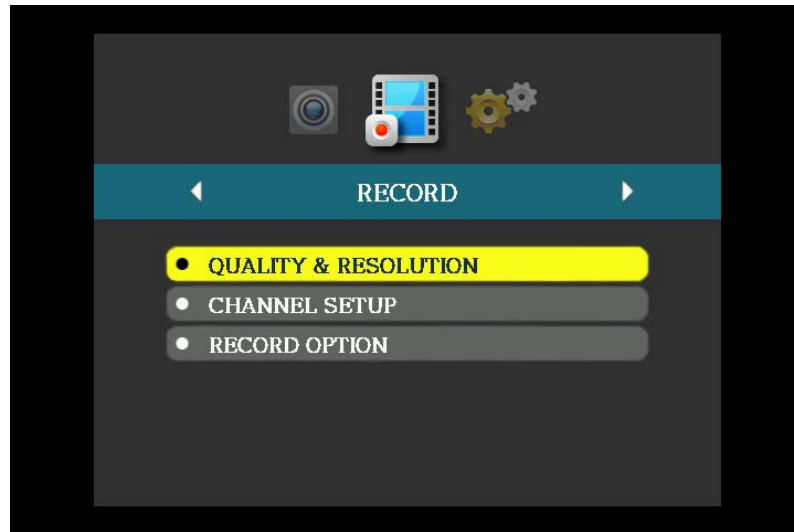 RECORD
QUALITY & RESOLUTION
CHANNEL SETUP
RECORD OPTION